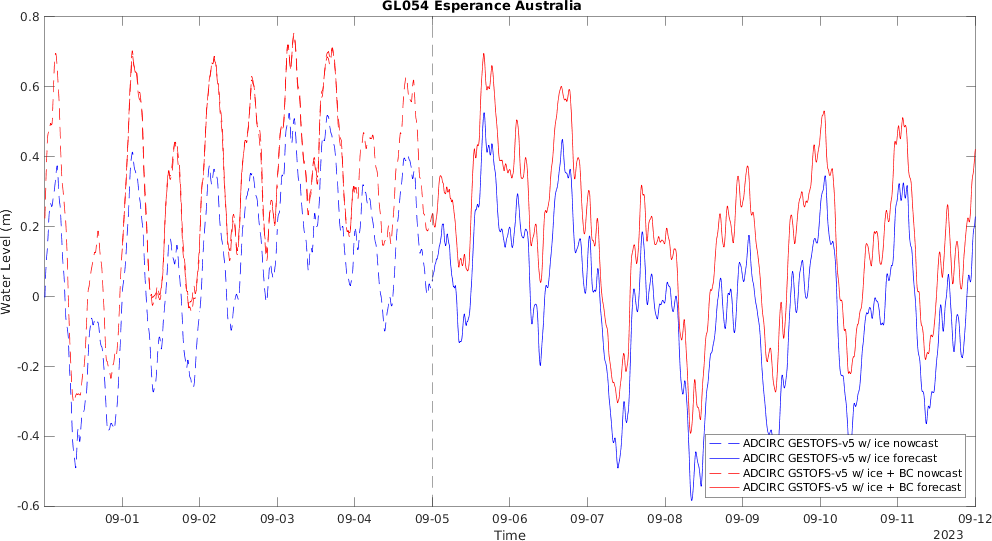 GL054 Esperance Australia
Water Level (m)
0.8
0.6
0.4
0.2
0
-0.2
-0.4
-0.6
ADCIRC GESTOFS-v5 w/ ice nowcast
ADCIRC GESTOFS-v5 w/ ice forecast
ADCIRC GSTOFS-v5 w/ ice + BC nowcast
ADCIRC GSTOFS-v5 w/ ice + BC forecast
09-01 09-02 09-03 09-04 09-05 09-06 09-07 09-08 09-09 09-10 09-11 09-12
Time
2023